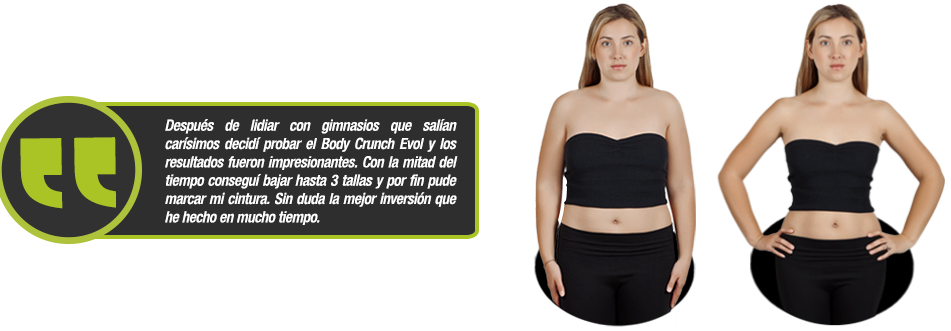 Después de lidiar con gimnasios que salían
carísimos decidí probar el Body Crunch Evol y los
resultados fueron impresionantes. Con la mitad del
tiempo conseguí bajar hasta 3 tallas y por fin pude
marcar mi cintura. Sin duda la mejor inversión que
he hecho en mucho tiempo.